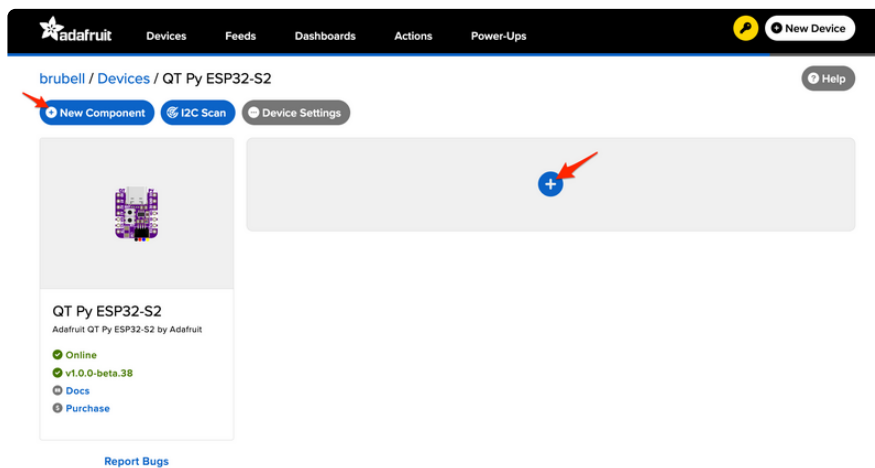 adafruit Devices Feeds Dashboards Actions Power-Ups New Device
brubell / Devices / QT Py ESP32-S2 Help
New Component I2C Scan Device Settings
QT Py ESP32-S2
Adafruit QT Py ESP32-S2 by Adafruit
Online
v1.0.0-beta.38
Docs
Purchase
Report Bugs